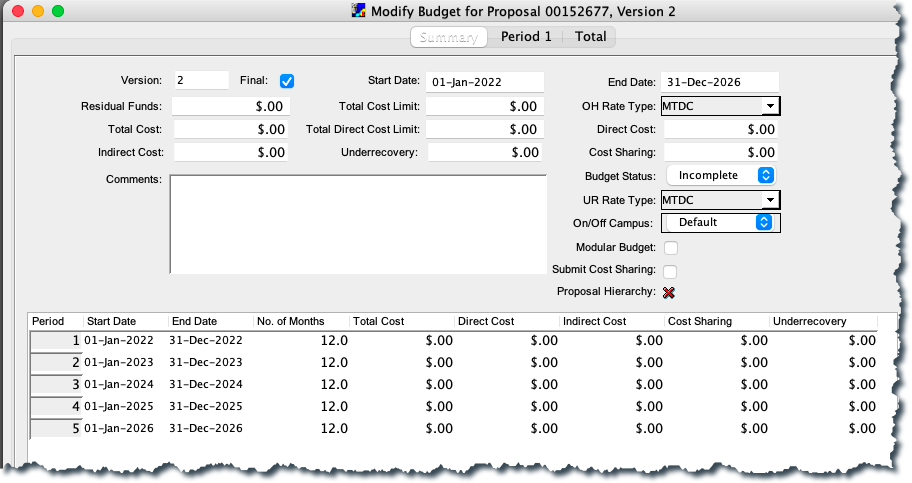 Modify Budget for Proposal 00152677, Version 2
Summary Period 1 Total
Version: 2 Final: Start Date: 01-Jan-2022 End Date: 31-Dec-2026
Residual Funds: $.00 Total Cost Limit: $.00 OH Rate Type: MTDC
Total Cost: $.00 Total Direct Cost Limit: $.00 Direct Cost: $.00
Indirect Cost: $.00 Underrecovery: $.00 Cost Sharing: $.00
Comments: Budget Status: Incomplete
UR Rate Type: MTDC
On/Off Campus: Default
Modular Budget:
Submit Cost Sharing:
Proposal Hierarchy:
Period Start Date End Date No. of Months Total Cost Direct Cost Indirect Cost Cost Sharing Underrecovery
1 01-Jan-2022 31-Dec-2022 12.0 $.00 $.00 $.00 $.00 $.00
2 01-Jan-2023 31-Dec-2023 12.0 $.00 $.00 $.00 $.00 $.00
3 01-Jan-2024 31-Dec-2024 12.0 $.00 $.00 $.00 $.00 $.00
4 01-Jan-2025 31-Dec-2025 12.0 $.00 $.00 $.00 $.00 $.00
5 01-Jan-2026 31-Dec-2026 12.0 $.00 $.00 $.00 $.00 $.00